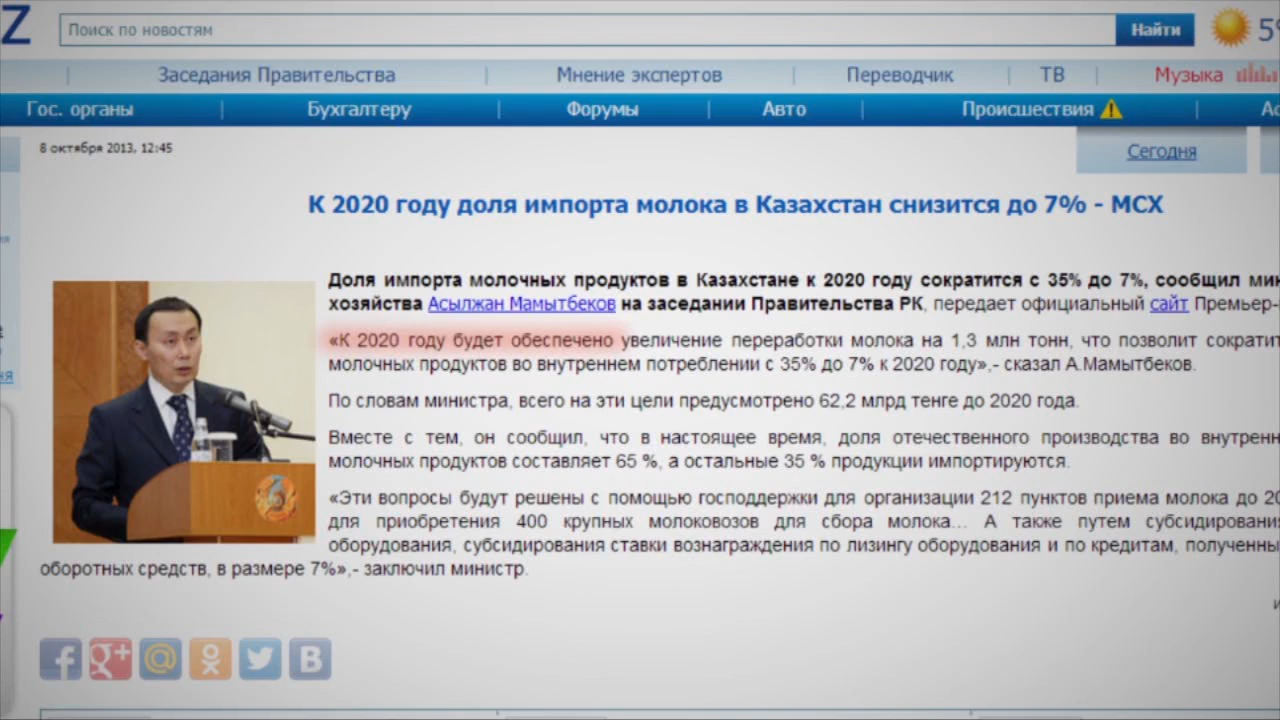 Z
Поиск по новостям
Найти
5°
Заседания Правительства
Мнение экспертов
Переводчик
ТВ
Музыка
Гос. органы
Бухгалтеру
Форумы
Авто
Происшествия
8 октября 2013, 12:45
Сегодня
К 2020 году доля импорта молока в Казахстан снизится до 7% - МСХ
Доля импорта молочных продуктов в Казахстане к 2020 году сократится с 35% до 7%, сообщил
хозяйства Асылжан Мамытбеков на заседании Правительства РК, передает официальный сайт Премьер-
«К 2020 году будет обеспечено увеличение переработки молока на 1,3 млн тонн, что позволит сократит
молочных продуктов во внутреннем потреблении с 35% до 7% к 2020 году»,- сказал А.Мамытбеков.
По словам министра, всего на эти цели предусмотрено 62,2 млрд тенге до 2020 года.
Вместе с тем, он сообщил, что в настоящее время, доля отечественного производства во внутренн
молочных продуктов составляет 65 %, а остальные 35 % продукции импортируются.
«Эти вопросы будут решены с помощью господдержки для организации 212 пунктов приема молока до 20
для приобретения 400 крупных молоковозов для сбора молока... А также путем субсидировани
оборудования, субсидирования ставки вознаграждения по лизингу оборудования и по кредитам, полученны
оборотных средств, в размере 7%»,- заключил министр.